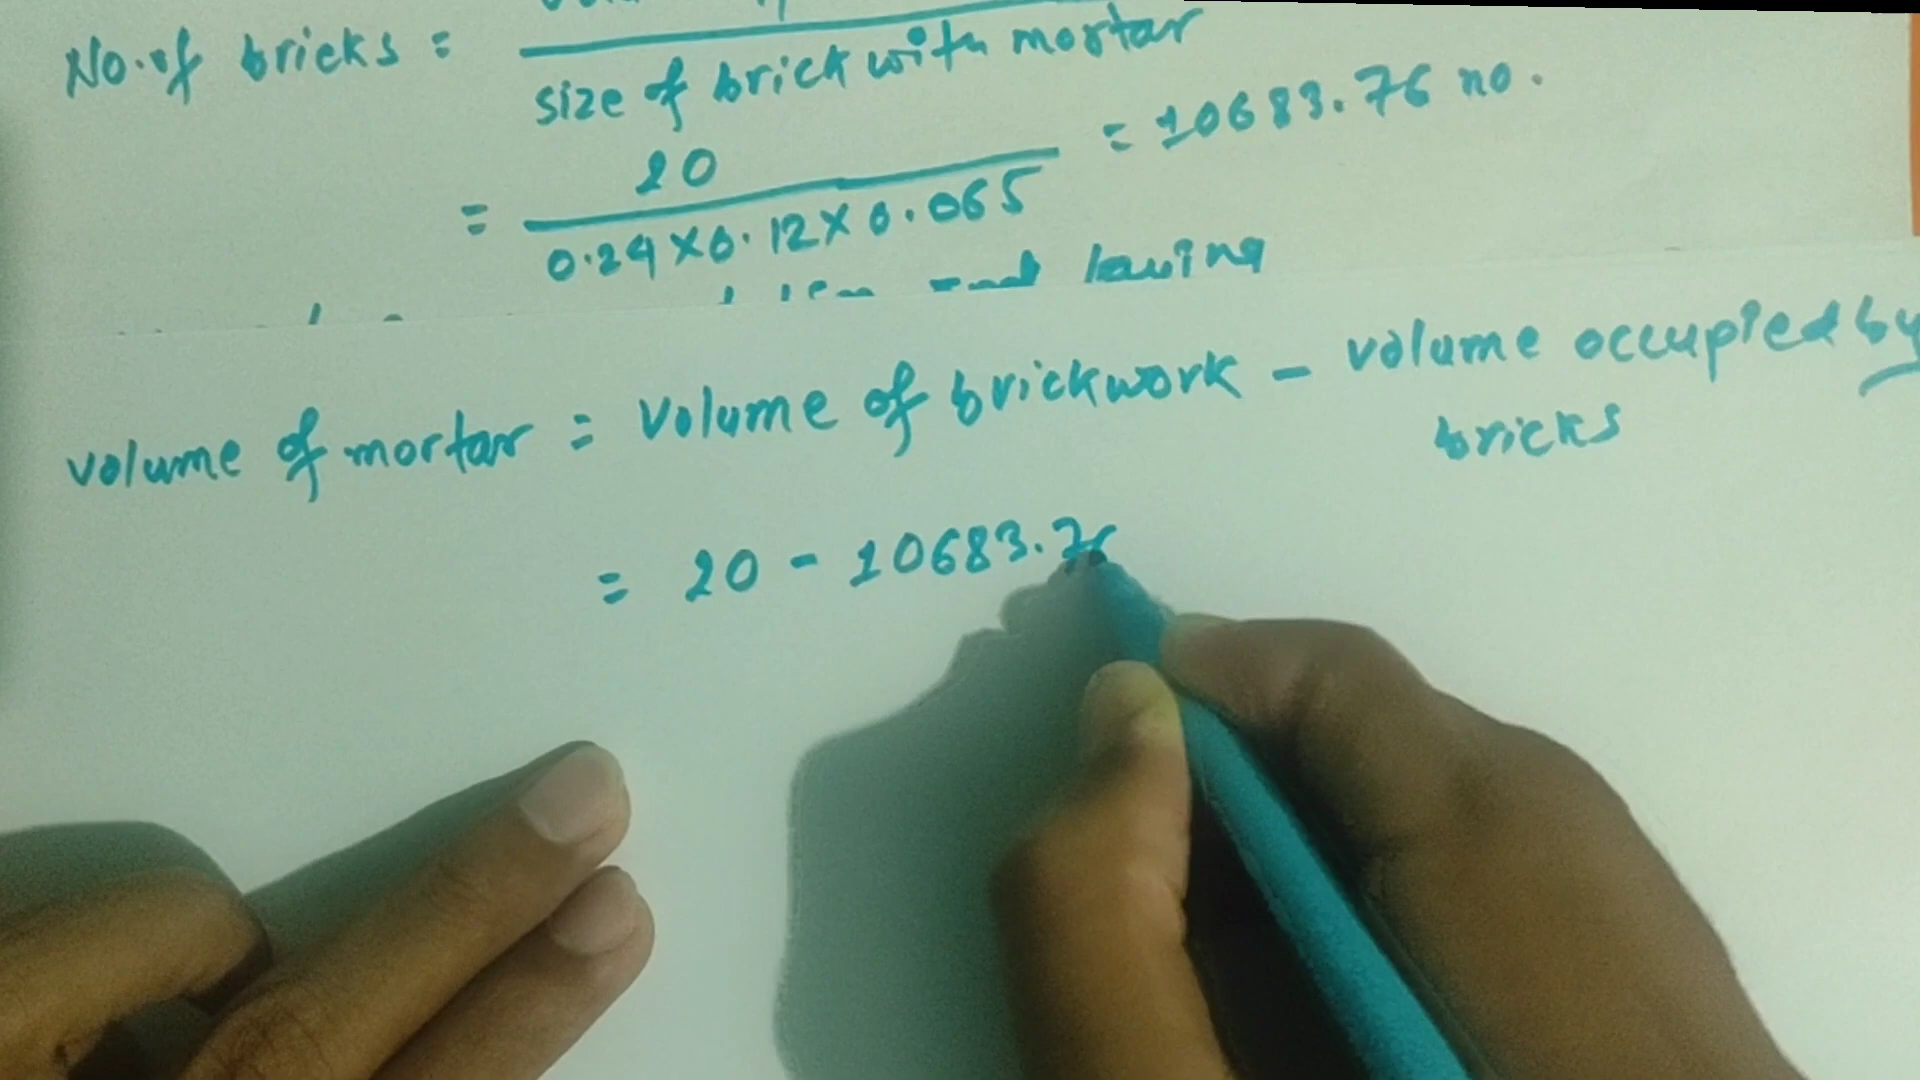 No. of bricks =
size of brick with mortar
= 20 / 0.24 X 0.12 X 0.065 = 10683.76 no.
and laying
volume of mortar = Volume of brickwork - volume occupied by
bricks
= 20 - 10683.76